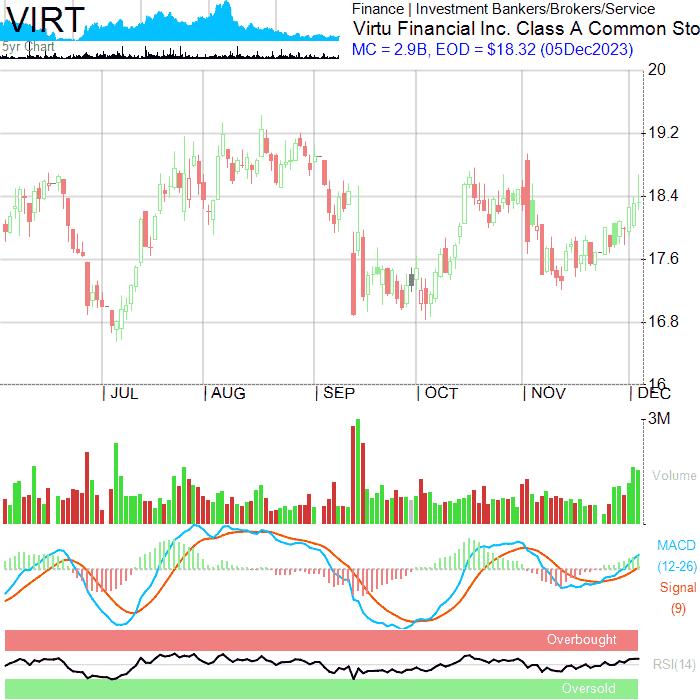 VIRT
5yr Chart
Finance | Investment Bankers/Brokers/Service
Virtu Financial Inc. Class A Common Sto
MC = 2.9B, EOD = $18.32 (05Dec2023)
20
19.2
18.4
17.6
16.8
16
| JUL | AUG | SEP | OCT | NOV | DEC
3M
Volume
MACD
(12-26)
Signal
(9)
Overbought
RSI(14)
Oversold